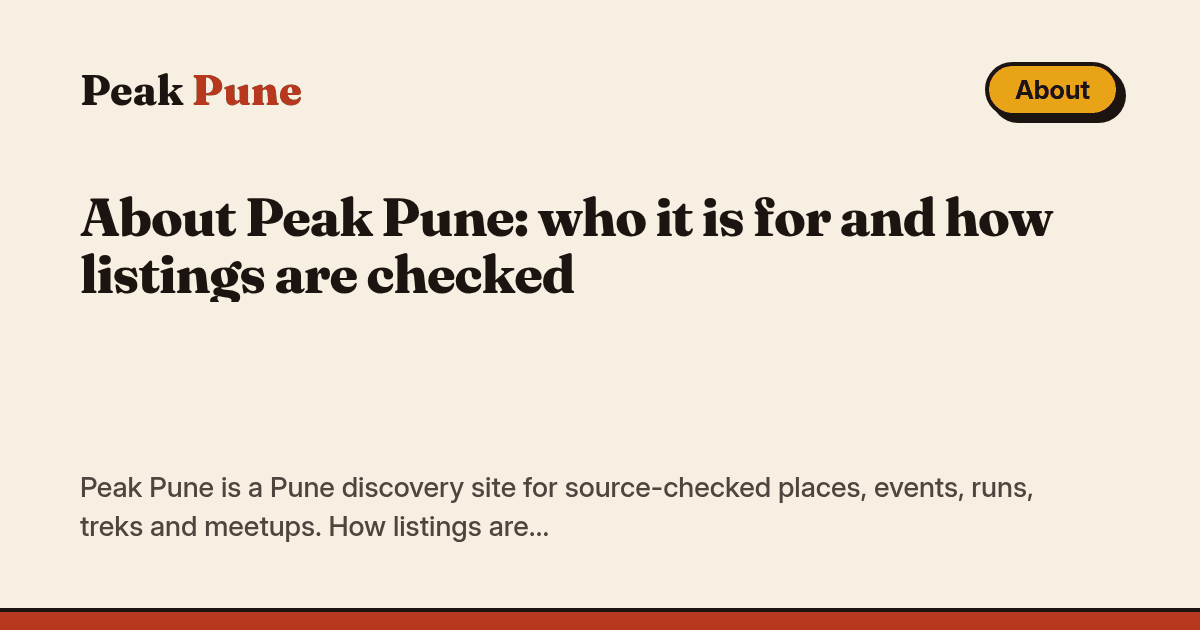 Peak Pune
About
About Peak Pune: who it is for and how
listings are checked
Peak Pune is a Pune discovery site for source-checked places, events, runs,
treks and meetups. How listings are...